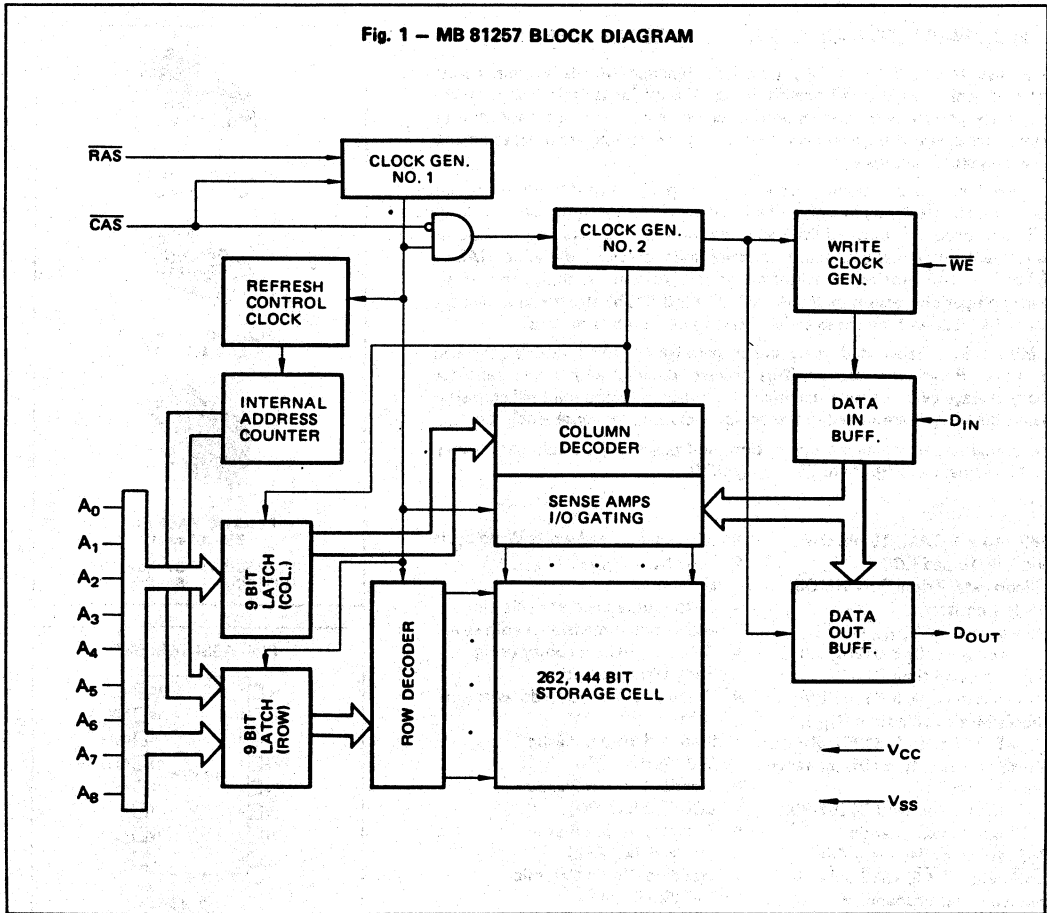 Fig. 1 – MB 81257 BLOCK DIAGRAM
RAS
CLOCK GEN.
NO. 1
CAS
CLOCK GEN.
NO. 2
WRITE
CLOCK
GEN.
WE
REFRESH
CONTROL
CLOCK
INTERNAL
ADDRESS
COUNTER
COLUMN
DECODER
DATA
IN
BUFF.
DIN
SENSE AMPS
I/O GATING
A0
A1
A2
A3
A4
A5
A6
A7
A8
9 BIT
LATCH
(COL.)
9 BIT
LATCH
(ROW)
ROW DECODER
262, 144 BIT
STORAGE CELL
DATA
OUT
BUFF.
DOUT
VCC
VSS